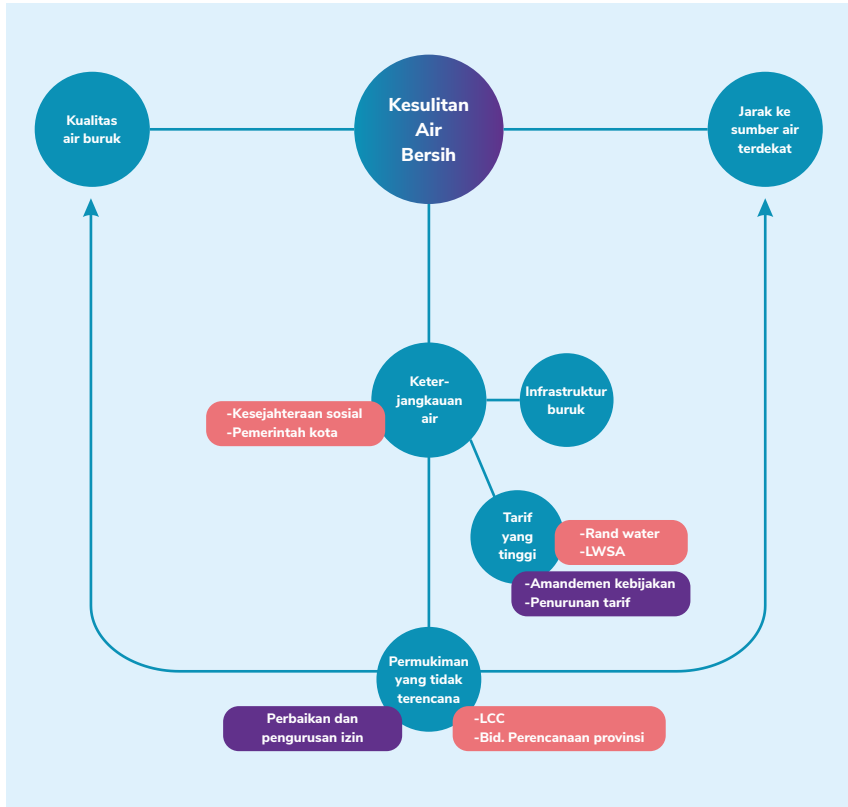 Kualitas
air buruk
Kesulitan
Air
Bersih
Jarak ke
sumber air
terdekat
Keter-
jangkauan
air
Infrastruktur
buruk
-Kesejahteraan sosial
-Pemerintah kota
Tarif
yang
tinggi
-Rand water
-LWSA
-Amandemen kebijakan
-Penurunan tarif
Permukiman
yang tidak
terencana
Perbaikan dan
pengurusan izin
-LCC
-Bid. Perencanaan provinsi